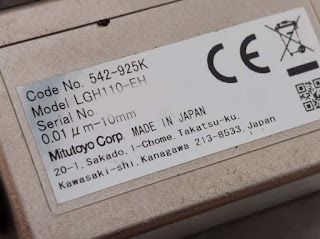 Code No. 542-925K
Model LGH110-EH
Serial No.
0.01μm-10mm
Mitutoyo Corp MADE IN JAPAN
20-1, Sakado, 1-Chome, Takatsu-ku,
Kawasaki-shi, Kanagawa 213-8533, Japan
CE